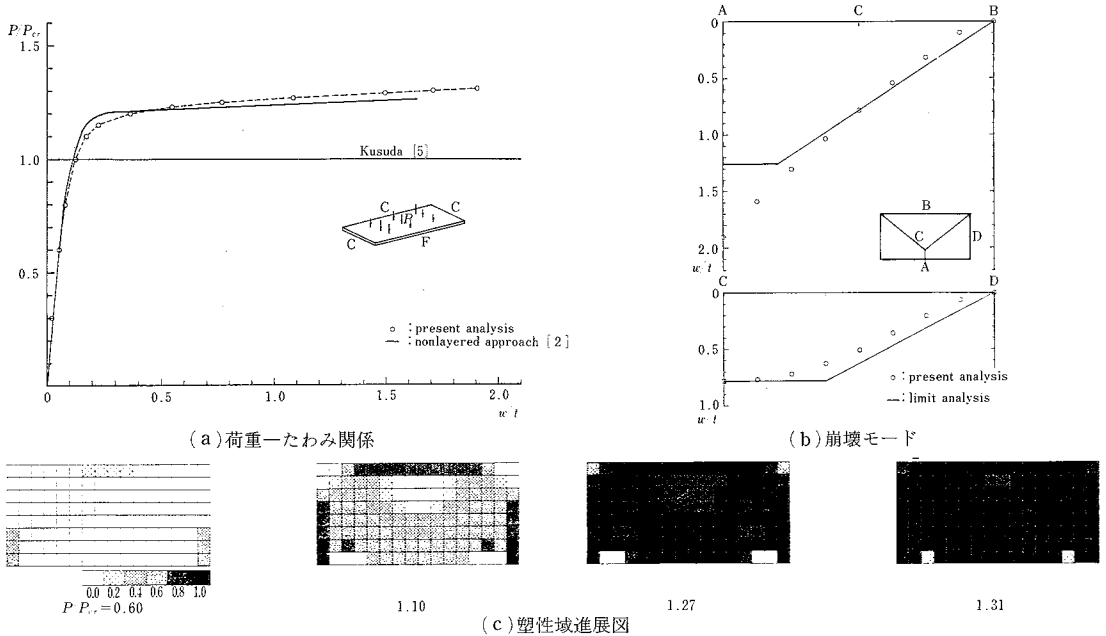 P/Pcr
1.5
1.0
0.5
0
0.5
1.0
1.5
2.0
w/t
Kusuda [5]
C
C
P
C
F
○ : present analysis
— : nonlayered approach [2]
(a)荷重―たわみ関係
A
C
B
0
0.5
1.0
1.5
2.0
w/t
B
C
D
A
C
D
0
0.5
1.0
w/t
○ : present analysis
— : limit analysis
(b)崩壊モード
0.0 0.2 0.4 0.6 0.8 1.0
P Pcr=0.60
1.10
1.27
1.31
(c)塑性域進展図